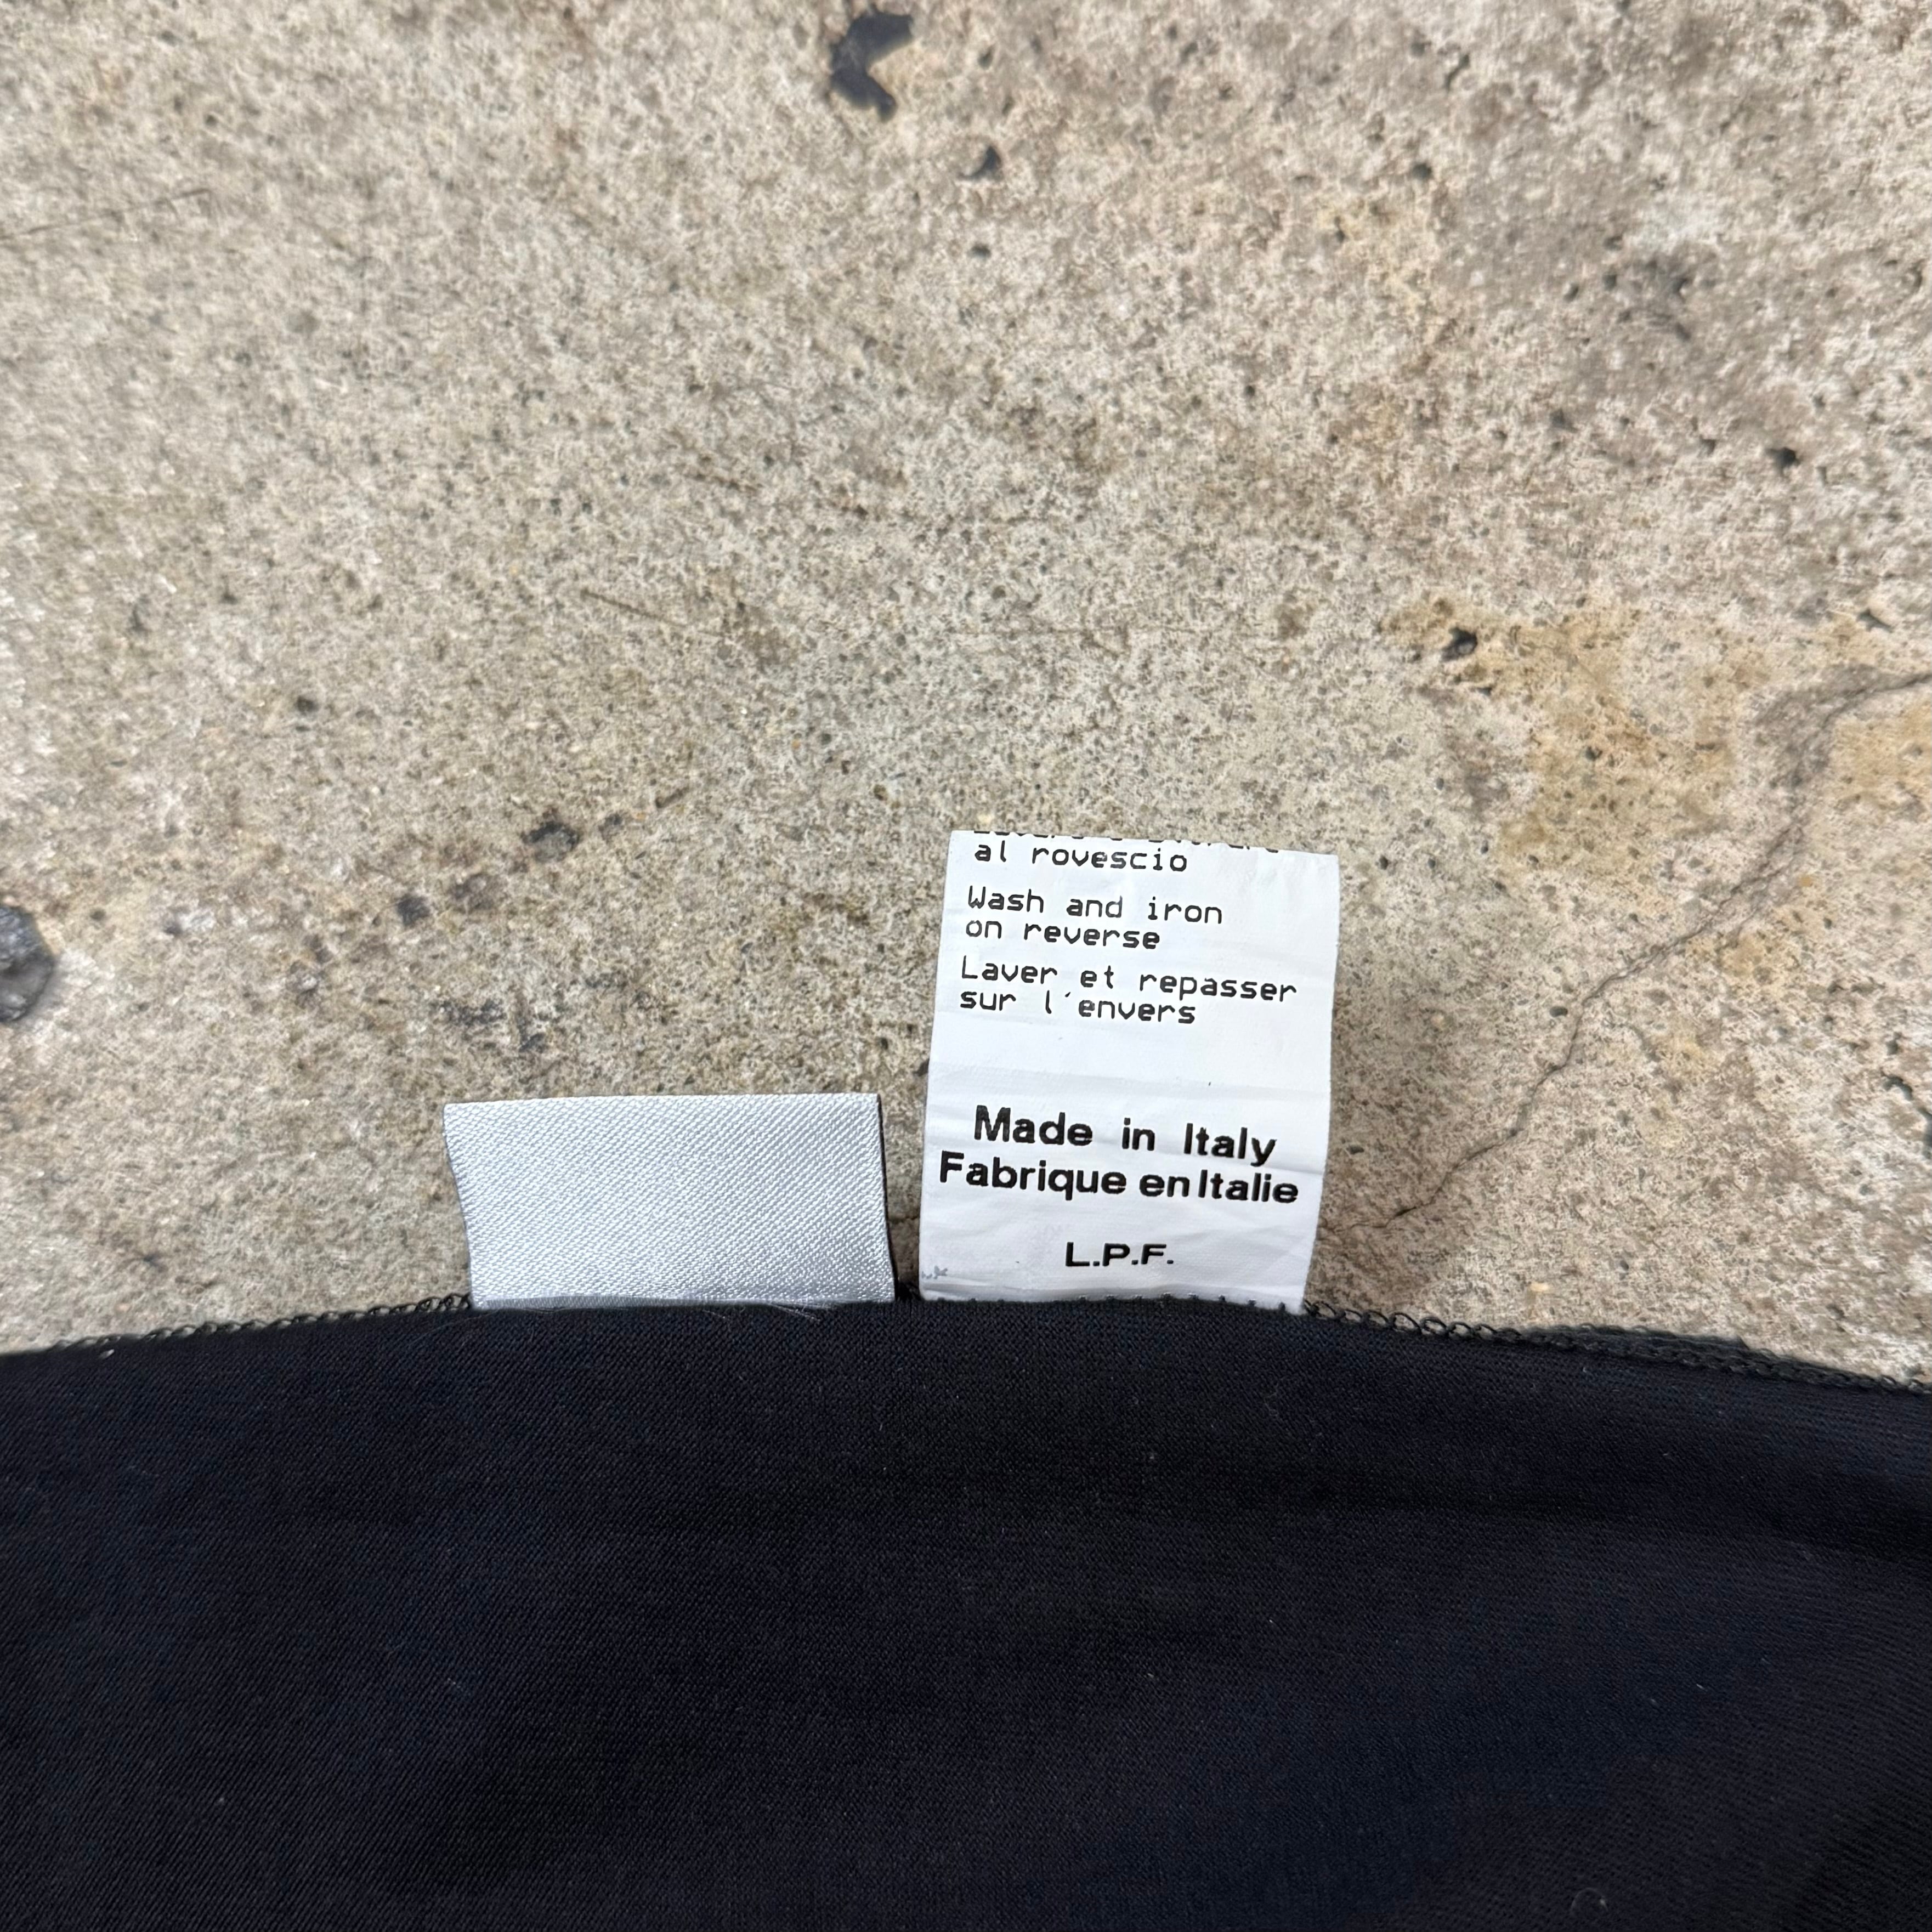 al rovescio
Wash and iron
on reverse
Laver et repasser
sur l'envers
Made in Italy
Fabrique en Italie
L.P.F.